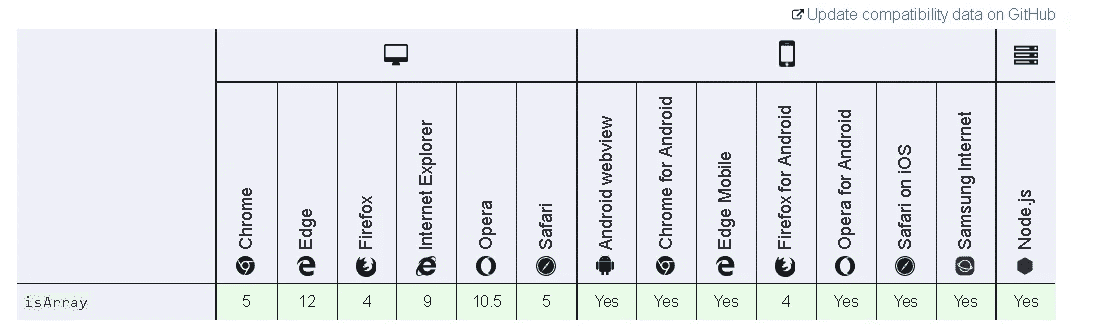 Update compatibility data on GitHub
Chrome
Edge
Firefox
Internet Explorer
Opera
Safari
Android webview
Chrome for Android
Edge Mobile
Firefox for Android
Opera for Android
Safari on iOS
Samsung Internet
Node.js
isArray 5 12 4 9 10.5 5 Yes Yes Yes 4 Yes Yes Yes Yes